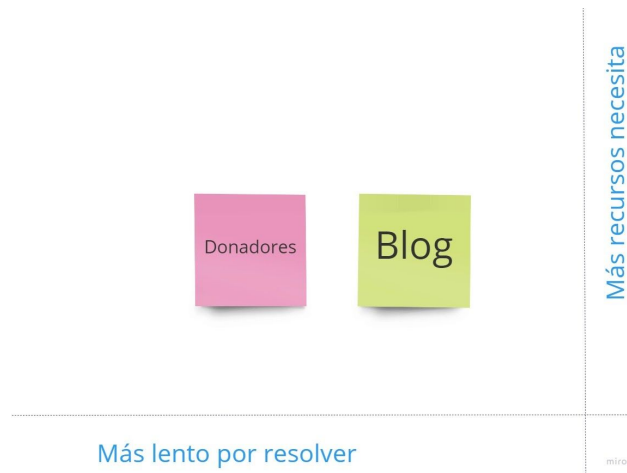 Donadores
Blog
Más recursos necesita
Más lento por resolver
miro